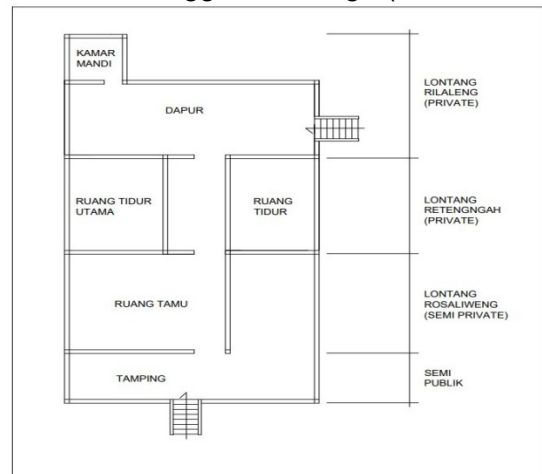 KAMAR
MANDI
DAPUR
LONTANG
RILALENG
(PRIVATE)
RUANG TIDUR
UTAMA
RUANG
TIDUR
LONTANG
RETENGNGAH
(PRIVATE)
RUANG TAMU
LONTANG
ROSALIWENG
(SEMI PRIVATE)
TAMPING
SEMI
PUBLIK